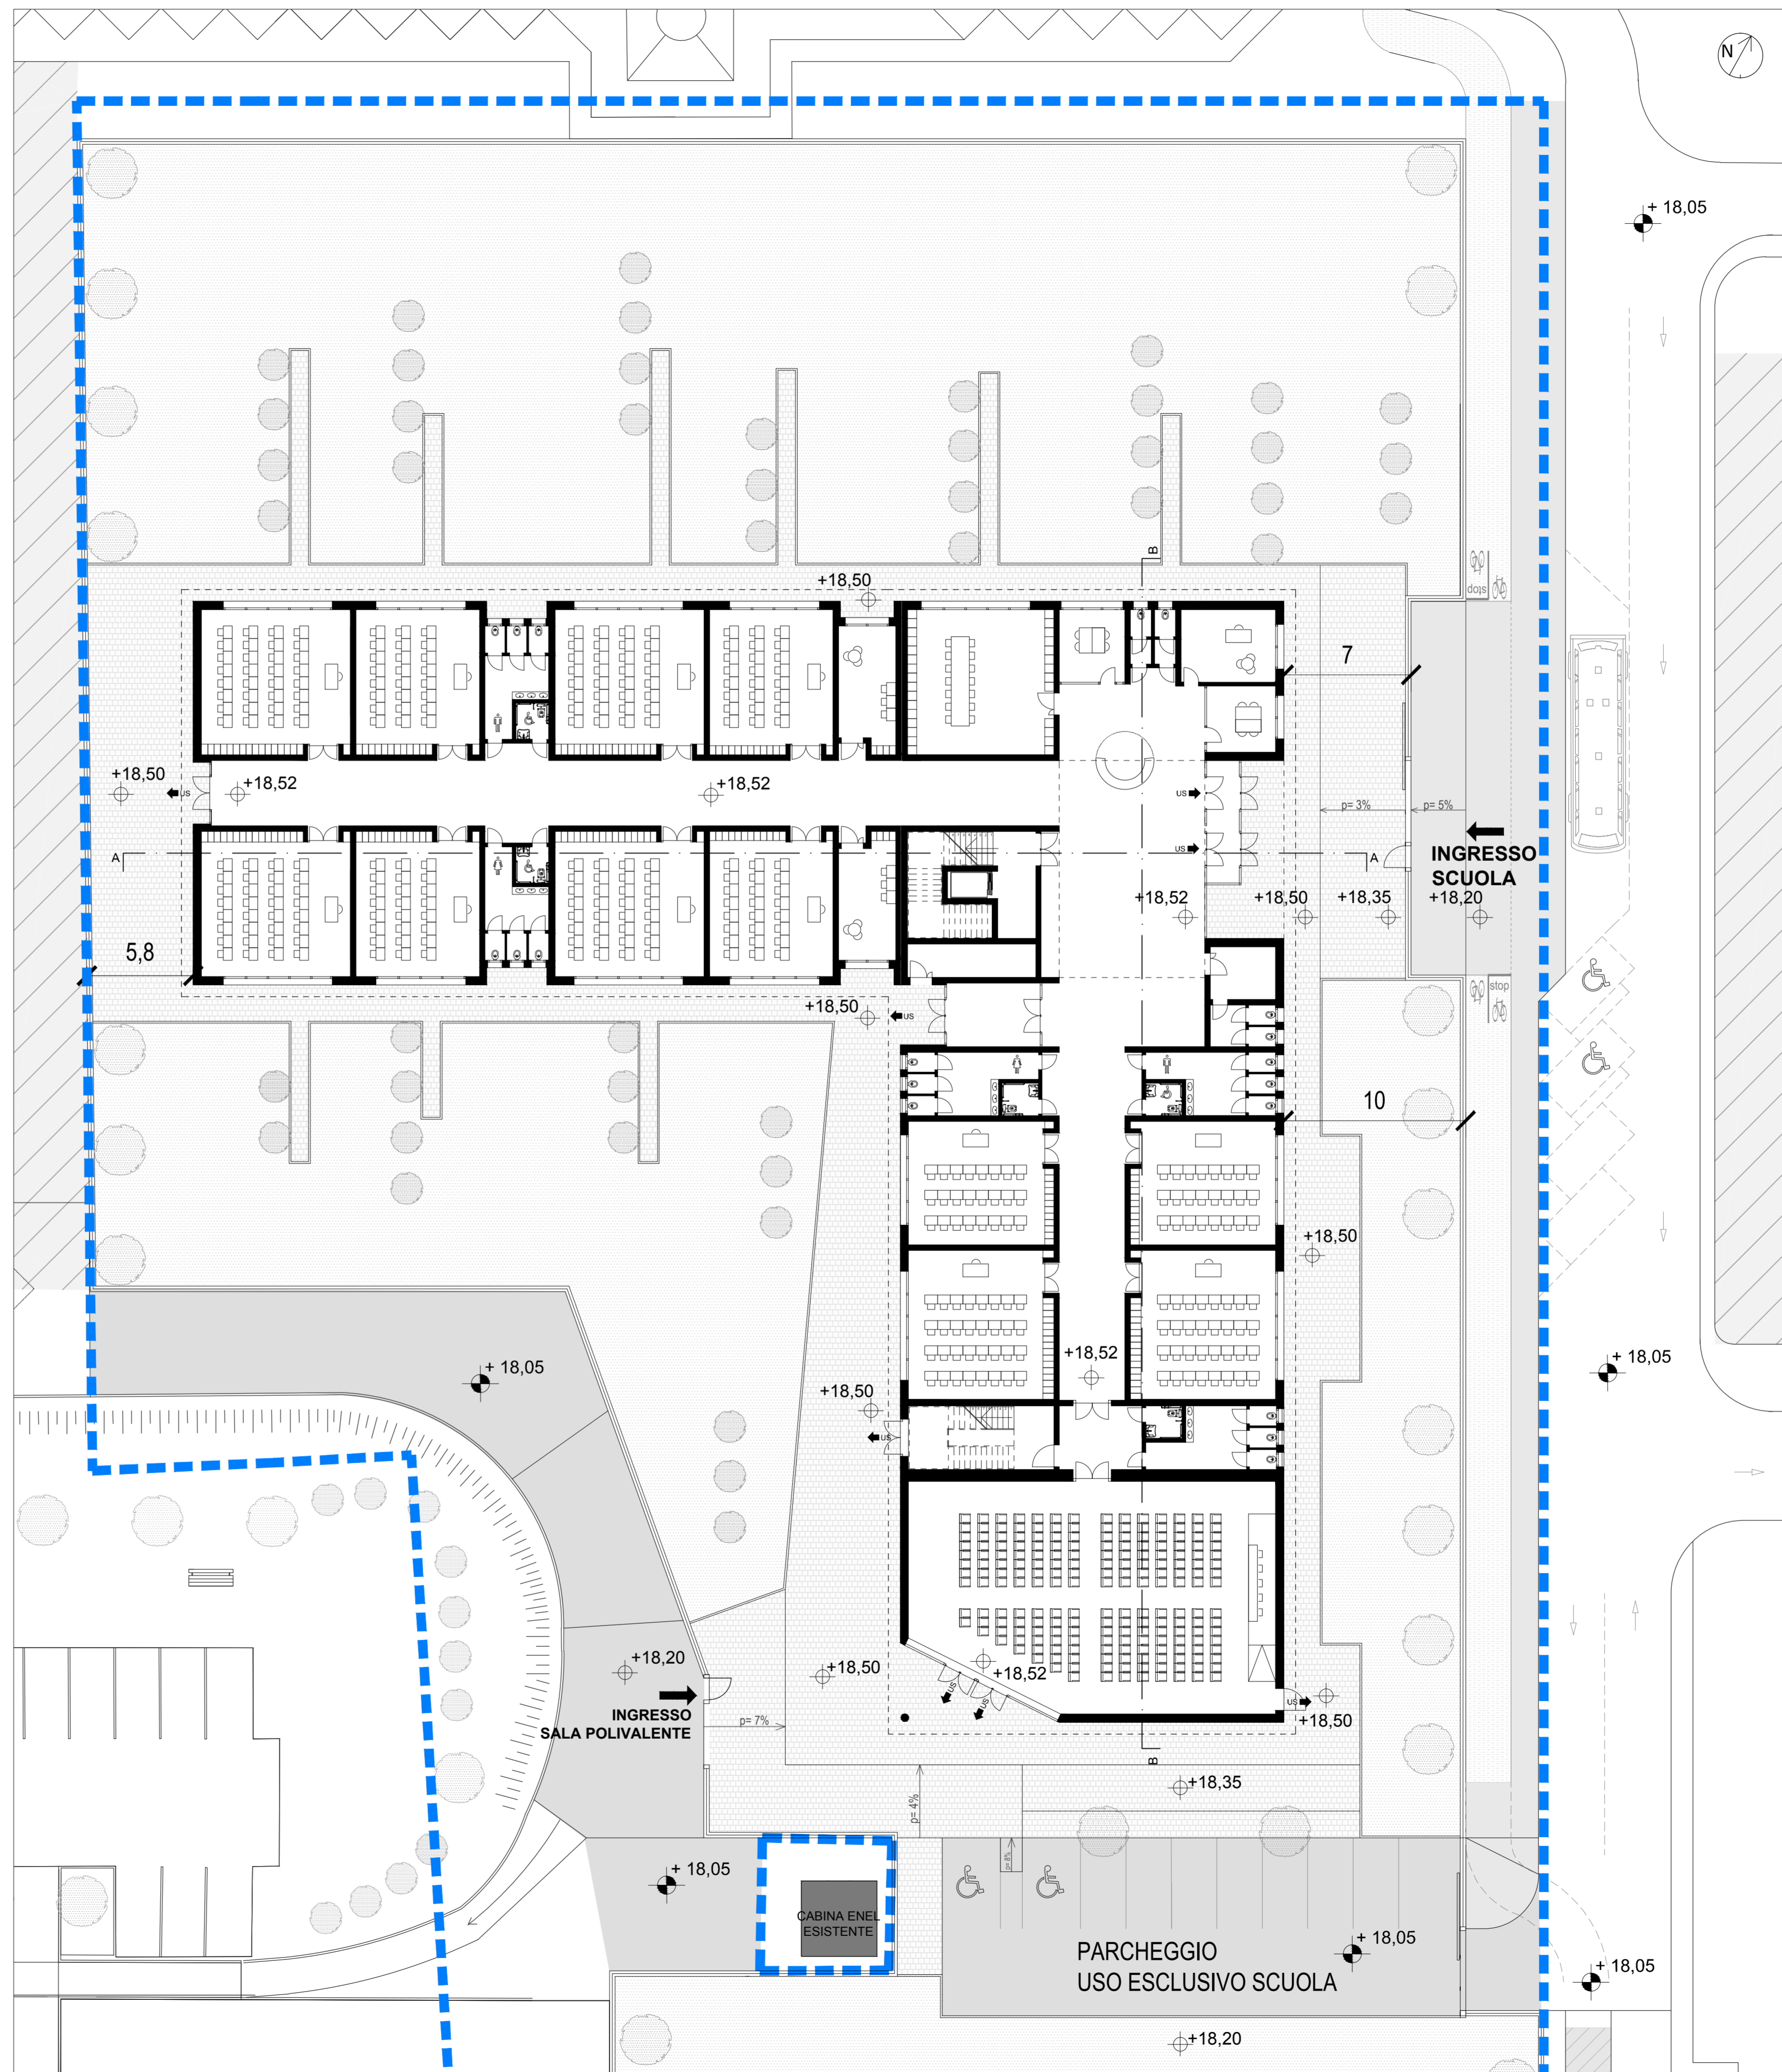 N
+ 18,05
B
stop
+18,50
7
+18,50
+18,52
+18,52
US
US
p= 3%
p= 5%
A
US
A
INGRESSO
SCUOLA
+18,52
+18,50
+18,35
+18,20
5,8
stop
+18,50
US
10
+18,50
+18,52
+ 18,05
+ 18,05
+18,50
US
+18,20
+18,50
+18,52
US
US
US
+18,50
INGRESSO
SALA POLIVALENTE
p= 7%
B
+18,35
p= 4%
p= 8%
+ 18,05
CABINA ENEL
ESISTENTE
PARCHEGGIO
USO ESCLUSIVO SCUOLA
+ 18,05
+ 18,05
+18,20